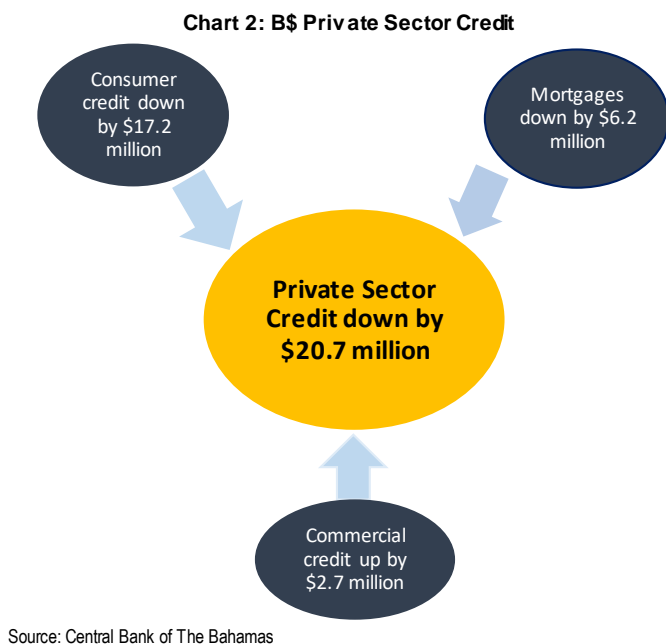 Chart 2: B$ Private Sector Credit
Consumer
credit down
by $17.2
million
Mortgages
down by $6.2
million
Private Sector
Credit down by
$20.7 million
Commercial
credit up by
$2.7 million
Source: Central Bank of The Bahamas